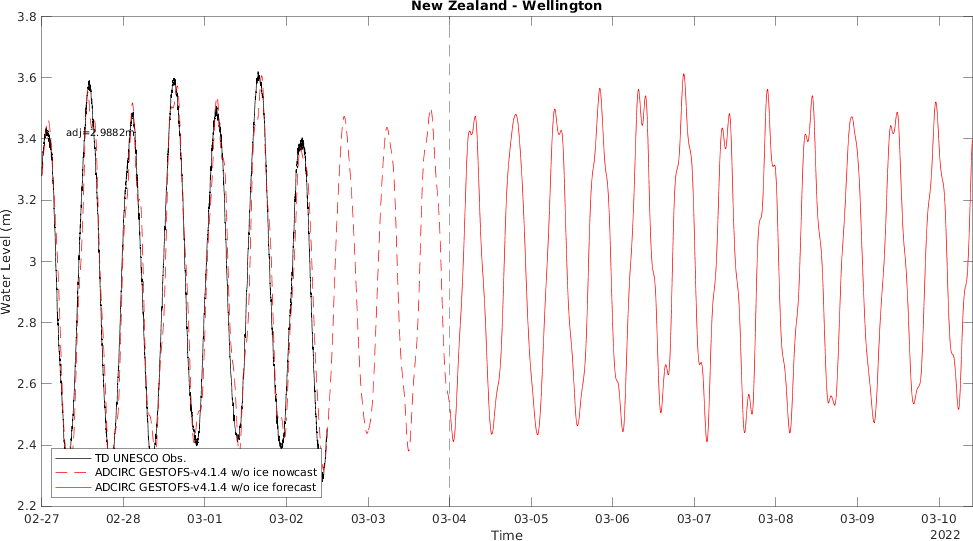 New Zealand - Wellington
3.8
3.6
3.4
3.2
3
2.8
2.6
2.4
2.2
Water Level (m)
adj=2.9882m
TD UNESCO Obs.
ADCIRC GESTOFS-v4.1.4 w/o ice nowcast
ADCIRC GESTOFS-v4.1.4 w/o ice forecast
02-27 02-28 03-01 03-02 03-03 03-04 03-05 03-06 03-07 03-08 03-09 03-10
Time 2022